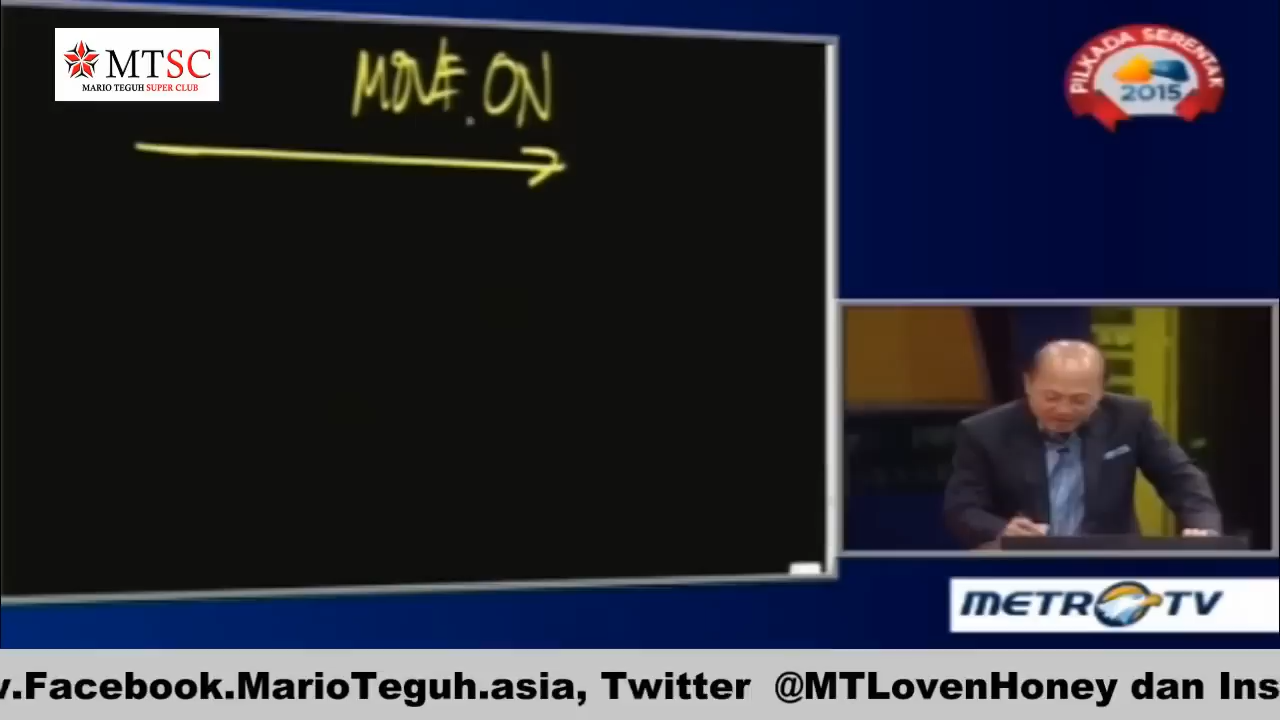 MTSC
MARIO TEGUH SUPER CLUB
MOVE ON
PILKADA SERENTAK
2015
METRO TV
v.Facebook.MarioTeguh.asia, Twitter @MTLovenHoney dan Ins